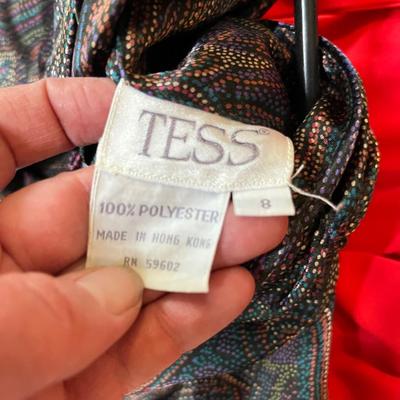 TESS®
8
100% POLYESTER
MADE IN HONG KONG
RN 59602